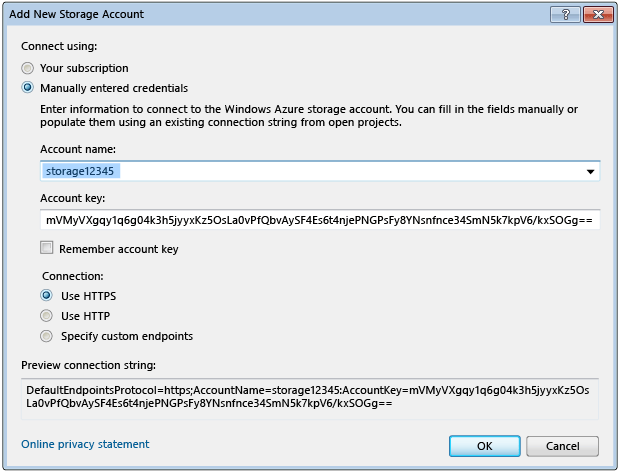 Add New Storage Account
Connect using:
Your subscription
Manually entered credentials
Enter information to connect to the Windows Azure storage account. You can fill in the fields manually or
populate them using an existing connection string from open projects.
Account name:
storage12345
Account key:
mVMyVXgqy1q6g04k3h5jyyxKz5OsLa0vPfQbvAySF4Es6t4njePNGPsFy8YNsnfnce34SmN5k7kpV6/kxSOGg==
Remember account key
Connection:
Use HTTPS
Use HTTP
Specify custom endpoints
Preview connection string:
DefaultEndpointsProtocol=https;AccountName=storage12345:AccountKey=mVMyVXgqy1q6g04k3h5jyyxKz5Os
La0vPfQbvAySF4Es6t4njePNGPsFy8YNsnfnce34SmN5k7kpV6/kxSOGg==
Online privacy statement
OK
Cancel